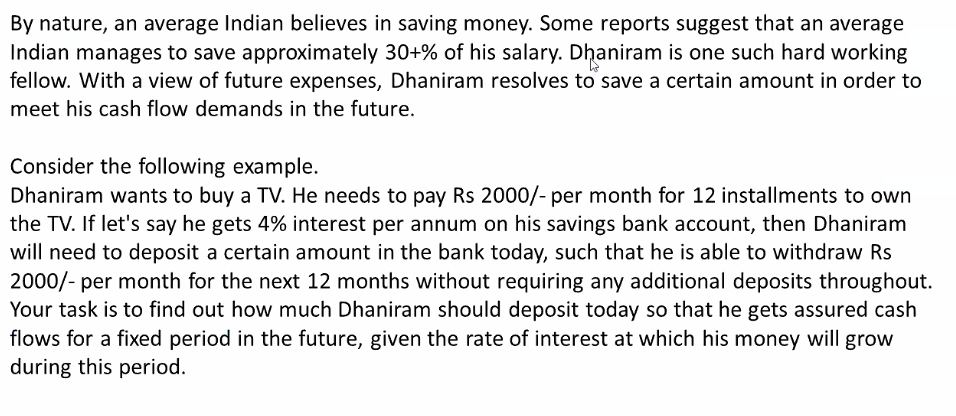 By nature, an average Indian believes in saving money. Some reports suggest that an average
Indian manages to save approximately 30+% of his salary. Dhaniram is one such hard working
fellow. With a view of future expenses, Dhaniram resolves to save a certain amount in order to
meet his cash flow demands in the future.
Consider the following example.
Dhaniram wants to buy a TV. He needs to pay Rs 2000/- per month for 12 installments to own
the TV. If let's say he gets 4% interest per annum on his savings bank account, then Dhaniram
will need to deposit a certain amount in the bank today, such that he is able to withdraw Rs
2000/- per month for the next 12 months without requiring any additional deposits throughout.
Your task is to find out how much Dhaniram should deposit today so that he gets assured cash
flows for a fixed period in the future, given the rate of interest at which his money will grow
during this period.